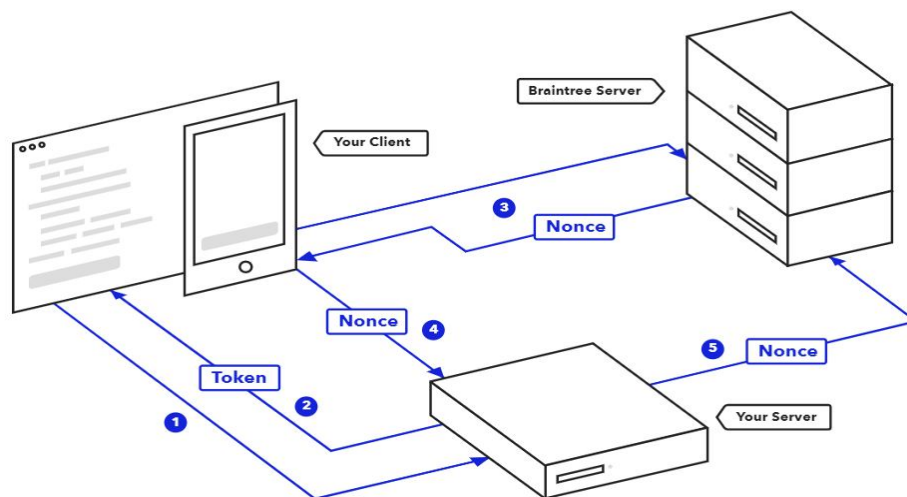 Braintree Server
Your Client
3
Nonce
Nonce
4
5
Nonce
Token
2
1
Your Server